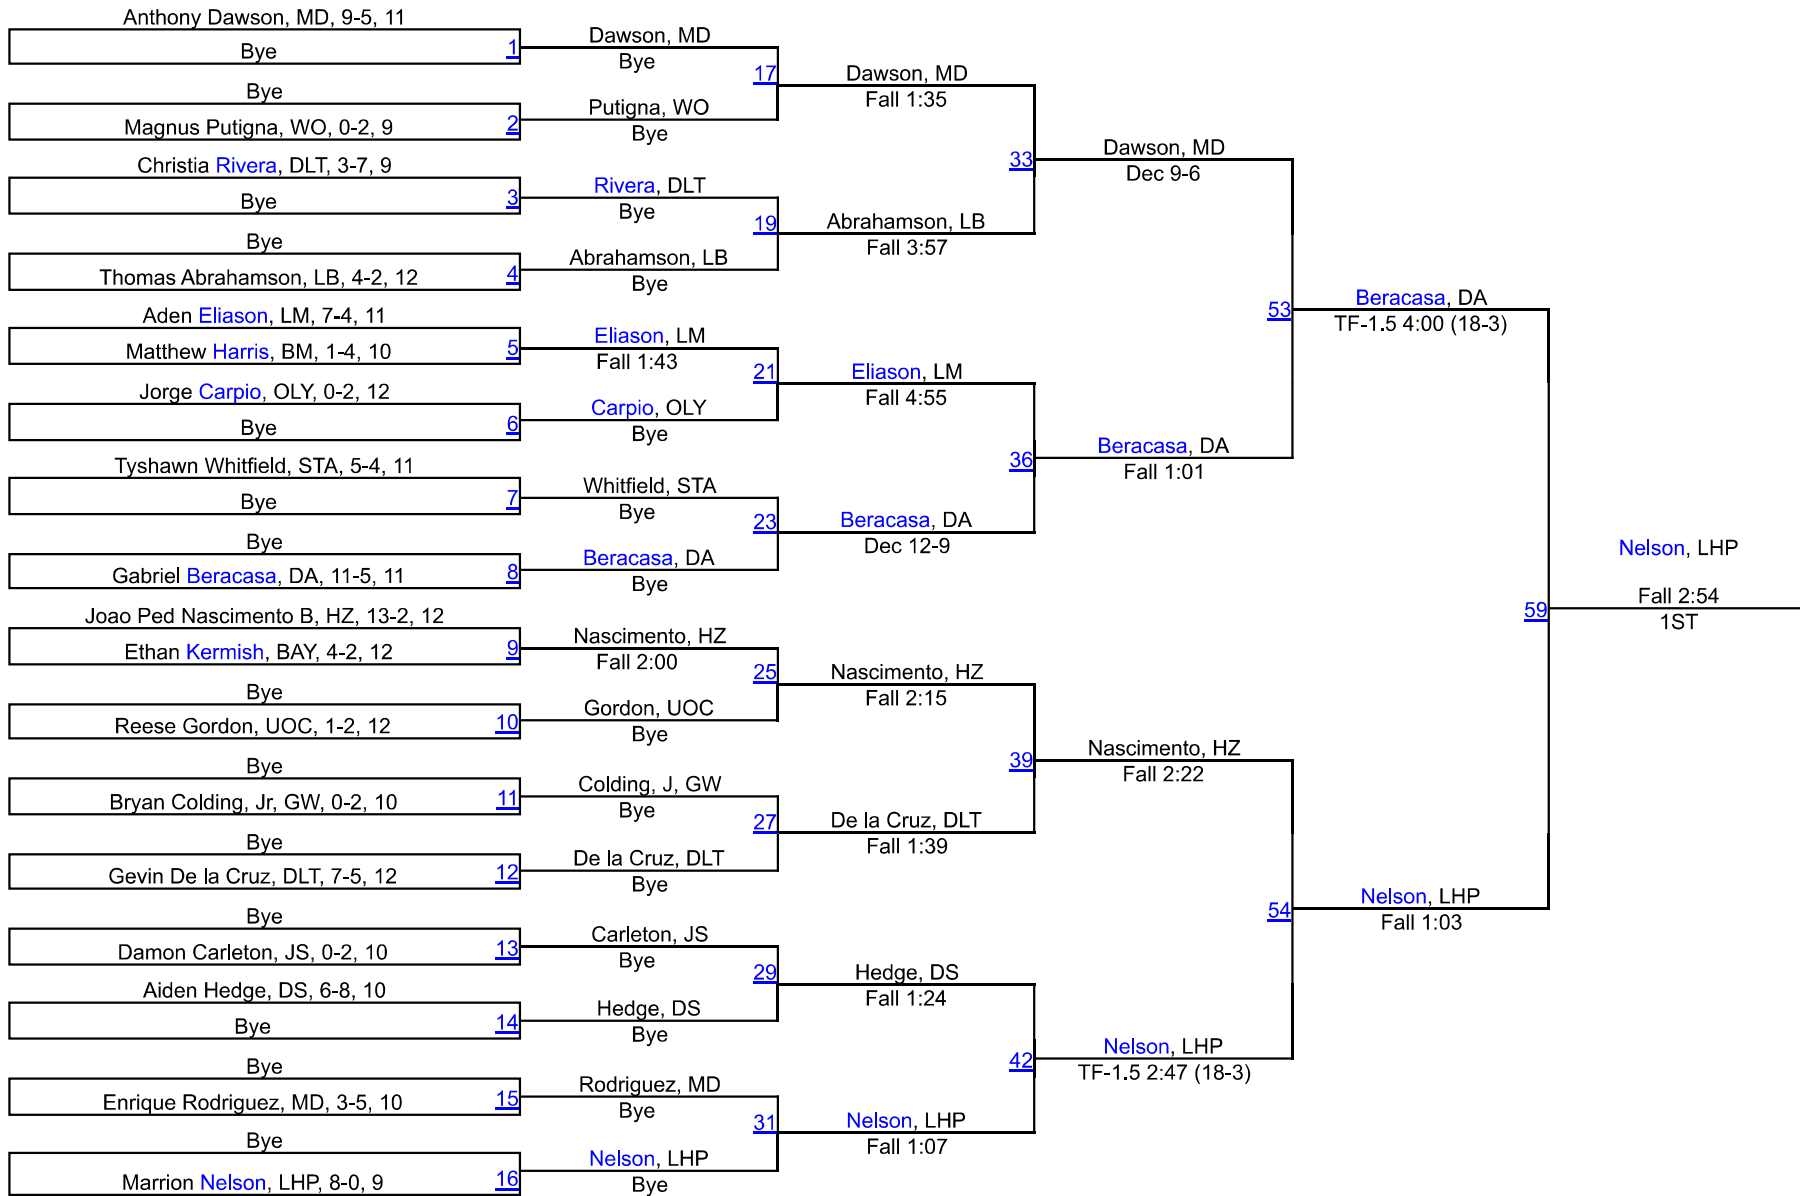 Anthony Dawson, MD, 9-5, 11
Bye
1
Bye
Magnus Putigna, WO, 0-2, 9
2
Christia Rivera, DLT, 3-7, 9
Bye
3
Bye
Thomas Abrahamson, LB, 4-2, 12
4
Aden Eliason, LM, 7-4, 11
Matthew Harris, BM, 1-4, 10
5
Jorge Carpio, OLY, 0-2, 12
Bye
6
Tyshawn Whitfield, STA, 5-4, 11
Bye
7
Bye
Gabriel Beracasa, DA, 11-5, 11
8
Joao Ped Nascimento B, HZ, 13-2, 12
Ethan Kermish, BAY, 4-2, 12
9
Bye
Reese Gordon, UOC, 1-2, 12
10
Bye
Bryan Colding, Jr, GW, 0-2, 10
11
Bye
Gevin De la Cruz, DLT, 7-5, 12
12
Bye
Damon Carleton, JS, 0-2, 10
13
Aiden Hedge, DS, 6-8, 10
Bye
14
Bye
Enrique Rodriguez, MD, 3-5, 10
15
Bye
Marrion Nelson, LHP, 8-0, 9
16
Dawson, MD
Bye
17
Putigna, WO
Bye
Rivera, DLT
Bye
19
Abrahamson, LB
Bye
Eliason, LM
Fall 1:43
21
Carpio, OLY
Bye
Whitfield, STA
Bye
23
Beracasa, DA
Bye
Nascimento, HZ
Fall 2:00
25
Gordon, UOC
Bye
Colding, J, GW
Bye
27
De la Cruz, DLT
Bye
Carleton, JS
Bye
29
Hedge, DS
Bye
Rodriguez, MD
Bye
31
Nelson, LHP
Bye
Dawson, MD
Fall 1:35
33
Abrahamson, LB
Fall 3:57
Eliason, LM
Fall 4:55
36
Beracasa, DA
Dec 12-9
Nascimento, HZ
Fall 2:15
39
De la Cruz, DLT
Fall 1:39
Hedge, DS
Fall 1:24
42
Nelson, LHP
Fall 1:07
Dawson, MD
Dec 9-6
53
Beracasa, DA
Fall 1:01
Nascimento, HZ
Fall 2:22
54
Nelson, LHP
TF-1.5 2:47 (18-3)
Beracasa, DA
TF-1.5 4:00 (18-3)
59
Nelson, LHP
Fall 1:03
Nelson, LHP
Fall 2:54
1ST